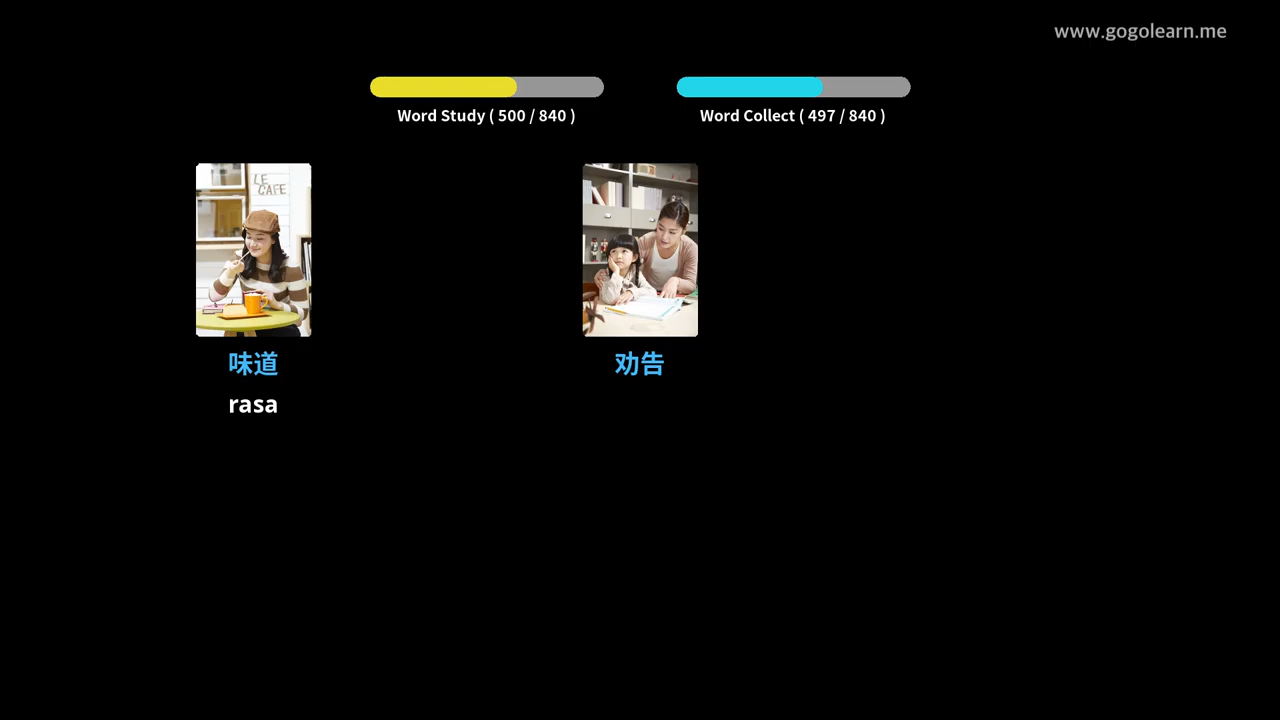 www.gogolearn.me
Word Study ( 500 / 840 )
Word Collect ( 497 / 840 )
LE
CAFE
味道
劝告
rasa